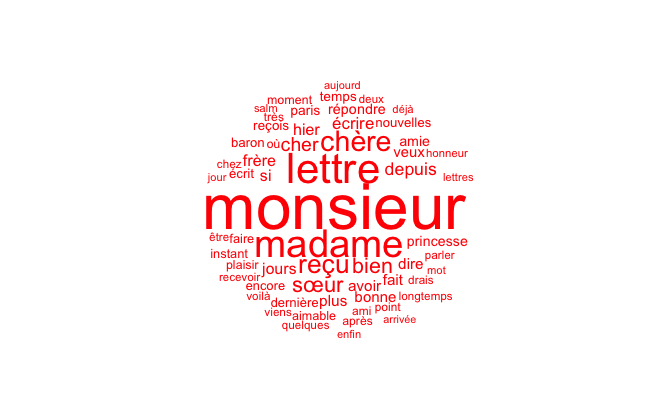 aujourd
moment temps deux
salm paris répondre déjà
très
reçois hier écrire nouvelles
baron où cher chère amie
veux honneur
chez frère lettre depuis
jour écrit si lettres
monsieur
être faire madame princesse
instant parler
plaisir jours reçu bien dire mot
recevoir
encore sœur avoir fait drais
voilà dernière plus bonne longtemps
viens aimable ami point
quelques après arrivée
enfin